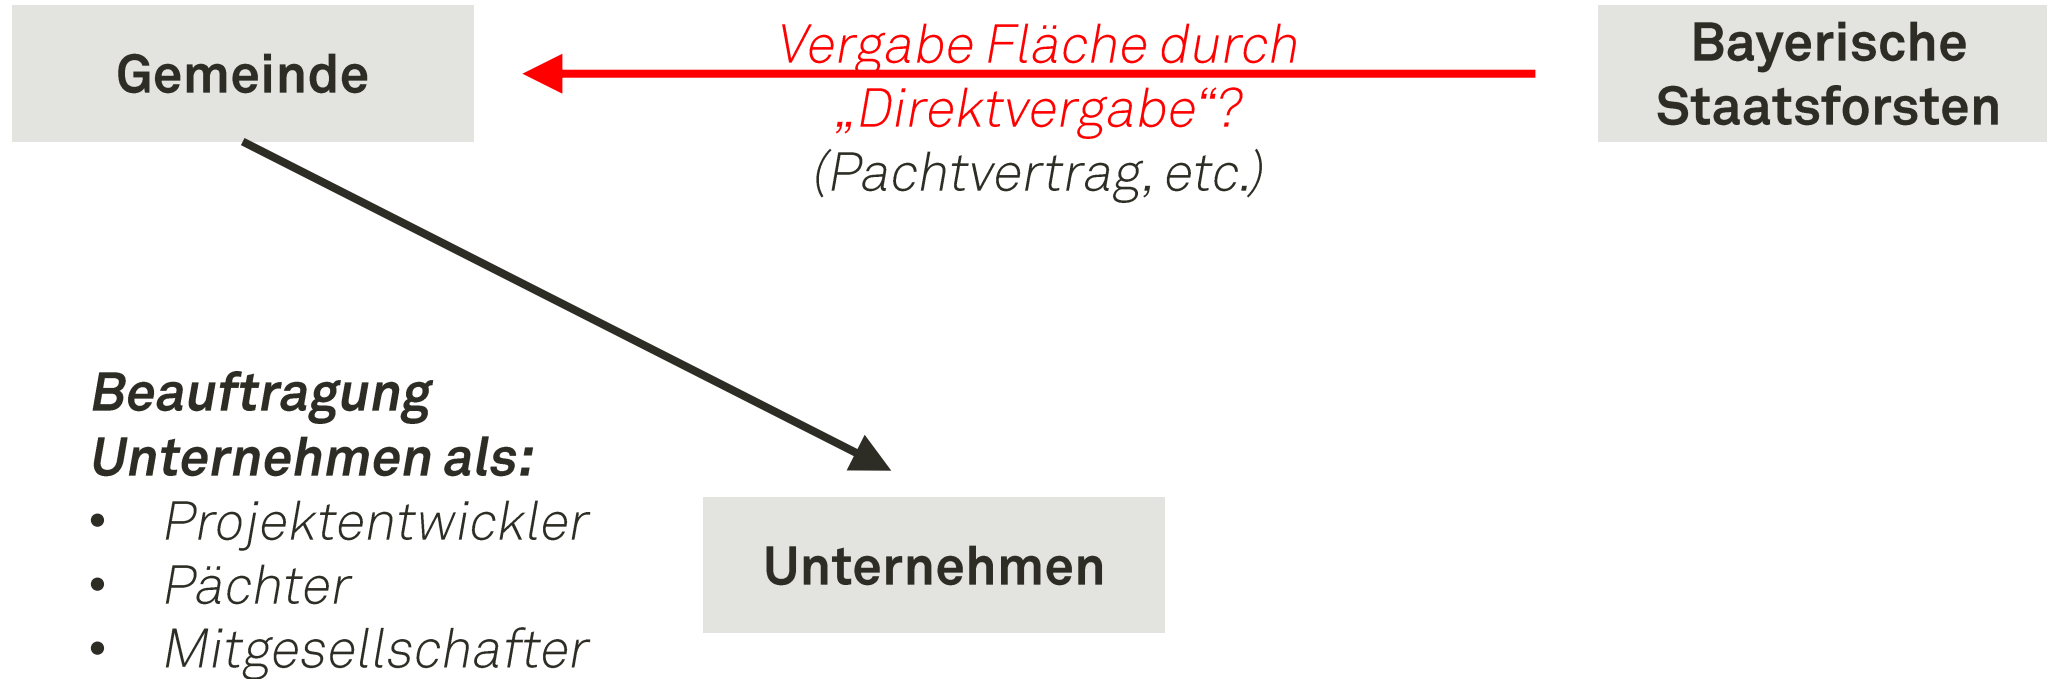 Gemeinde
Vergabe Fläche durch
„Direktvergabe“?
(Pachtvertrag, etc.)
Bayerische
Staatsforsten
Beauftragung
Unternehmen als:
• Projektentwickler
• Pächter
• Mitgesellschafter
Unternehmen